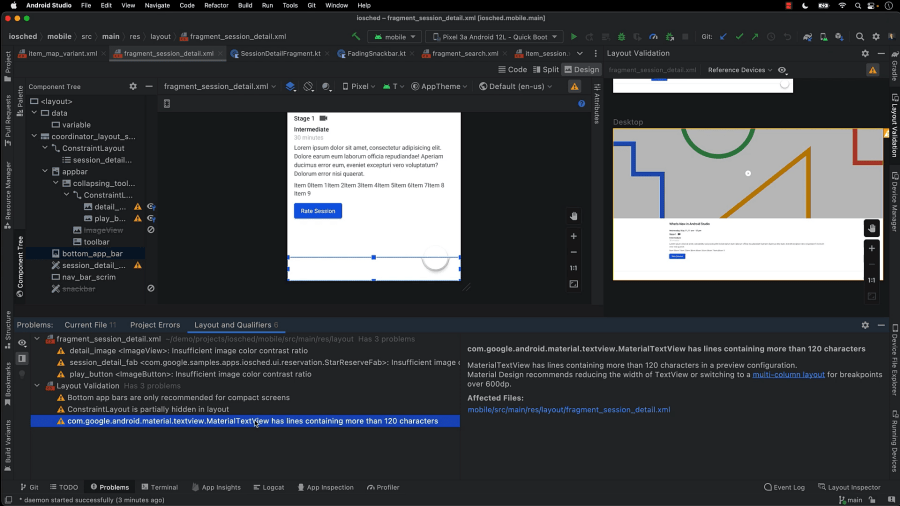 Android Studio File Edit View Navigate Code Refactor Build Run Tools Git Window Help
fragment_session_detail.xml [iosched] [iosched.mobile.main]
iosched mobile src main res layout fragment_session_detail.xml
mobile Pixel 3a Android 12L - Quick Boot Git:
item_map_variant.xml fragment_session_detail.xml SessionDetailFragment.kt FadingSnackbar.kt fragment_search.xml item_session
Layout Validation
Code Split Design
fragment_session_detail.xml Reference Devices
Component Tree
fragment_session_detail.xml Pixel T AppTheme Default (en-us)
<layout>
data
variable
coordinator_layout_s...
ConstraintLayout
session_detail...
appbar
collapsing_tool...
ConstraintL...
detail_...
play_b...
ImageView
toolbar
bottom_app_bar
session_detail_...
nav_bar_scrim
snackbar
Stage 1
Intermediate
30 minutes
Lorem ipsum dolor sit amet, consectetur adipisicing elit.
Dolore earum eum laborum officia repudiandae! Aperiam
ducimus error eum, eveniet excepturi vero voluptatum?
Dolorem error nisi quaerat.
item 0item 1item 2item 3item 4item 5item 6item 7item 8
item 9
Rate Session
1:1
Desktop
What's New in Android Studio
1:1
Project
Pull Requests
Resource Manager
Structure
Bookmarks
Build Variants
Palette
Component Tree
Attributes
Gradle
Layout Validation
Device Manager
Device File Explorer
Running Devices
Problems: Current File 11 Project Errors Layout and Qualifiers 6
fragment_session_detail.xml ~/demo/projects/iosched/mobile/src/main/res/layout Has 3 problems
detail_image <ImageView>: Insufficient image color contrast ratio
session_detail_fab <com.google.samples.apps.iosched.ui.reservation.StarReserveFab>: Insufficient image
play_button <ImageButton>: Insufficient image color contrast ratio
Layout Validation Has 3 problems
Bottom app bars are only recommended for compact screens
ConstraintLayout is partially hidden in layout
com.google.android.material.textview.MaterialTextView has lines containing more than 120 characters
com.google.android.material.textview.MaterialTextView has lines containing more than 120 characters
MaterialTextView has lines containing more than 120 characters in a preview configuration.
Material Design recommends reducing the width of TextView or switching to a multi-column layout for breakpoints
over 600dp.
Affected Files:
mobile/src/main/res/layout/fragment_session_detail.xml
Git TODO Problems Terminal App Insights Logcat App Inspection Profiler Event Log Layout Inspector
* daemon started successfully (3 minutes ago) main